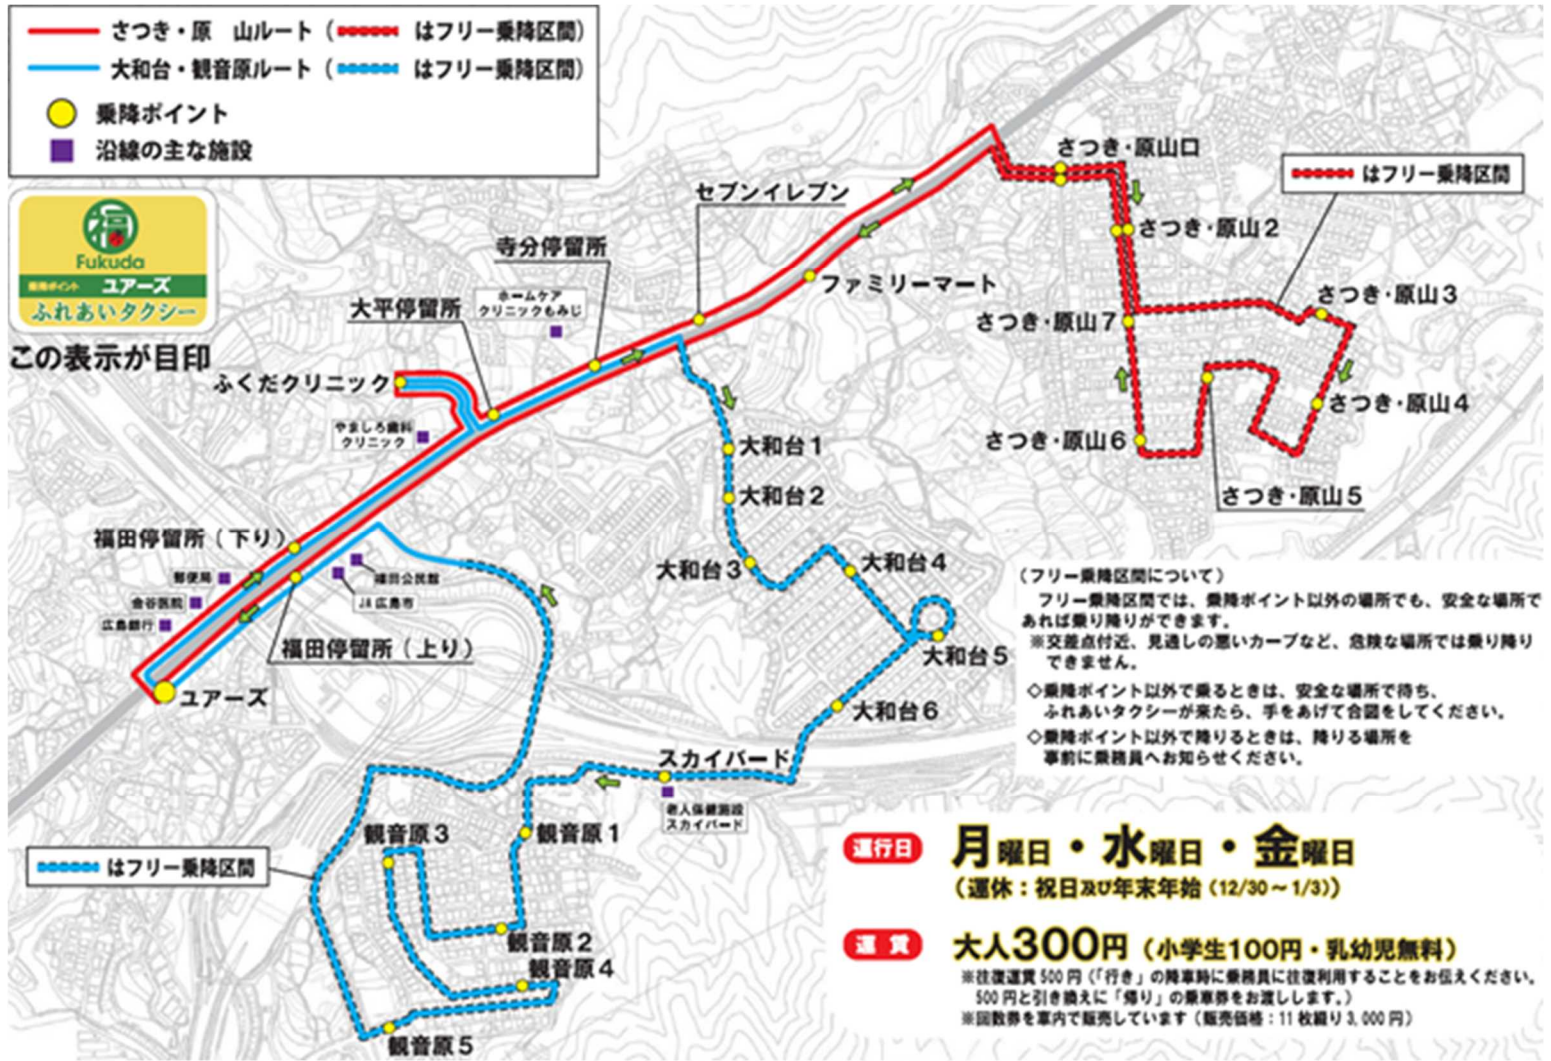 さつき・原　山ルート（　　はフリー乗降区間）
大和台・観音原ルート（　　はフリー乗降区間）
乗降ポイント
沿線の主な施設
福
Fukuda
乗降ポイント ユアーズ
ふれあいタクシー
この表示が目印
さつき・原山口
はフリー乗降区間
セブンイレブン
さつき・原山2
寺分停留所
ファミリーマート
ホームケア
クリニックもみじ
大平停留所
さつき・原山3
さつき・原山7
ふくだクリニック
さつき・原山4
やましろ歯科
クリニック
さつき・原山6
大和台1
大和台2
さつき・原山5
福田停留所（下り）
郵便局
金谷医院
広島銀行
福田公民館
JA広島市
大和台3
大和台4
福田停留所（上り）
大和台5
ユアーズ
大和台6
（フリー乗降区間について）
フリー乗降区間では、乗降ポイント以外の場所でも、安全な場所で
あれば乗り降りができます。
※交差点付近、見通しの悪いカーブなど、危険な場所では乗り降り
できません。
◇乗降ポイント以外で乗るときは、安全な場所で待ち、
ふれあいタクシーが来たら、手をあげて合図をしてください。
◇乗降ポイント以外で降りるときは、降りる場所を
事前に乗務員へお知らせください。
スカイバード
老人保健施設
スカイバード
観音原3
観音原1
はフリー乗降区間
観音原2
観音原4
観音原5
運行日　月曜日・水曜日・金曜日
（運休：祝日及び年末年始（12/30～1/3））
運賃　大人300円（小学生100円・乳幼児無料）
※往復運賃500円（「行き」の降車時に乗務員に往復利用することをお伝えください。
500円と引き換えに「帰り」の乗車券をお渡しします。）
※回数券を車内で販売しています（販売価格：11枚綴り3,000円）